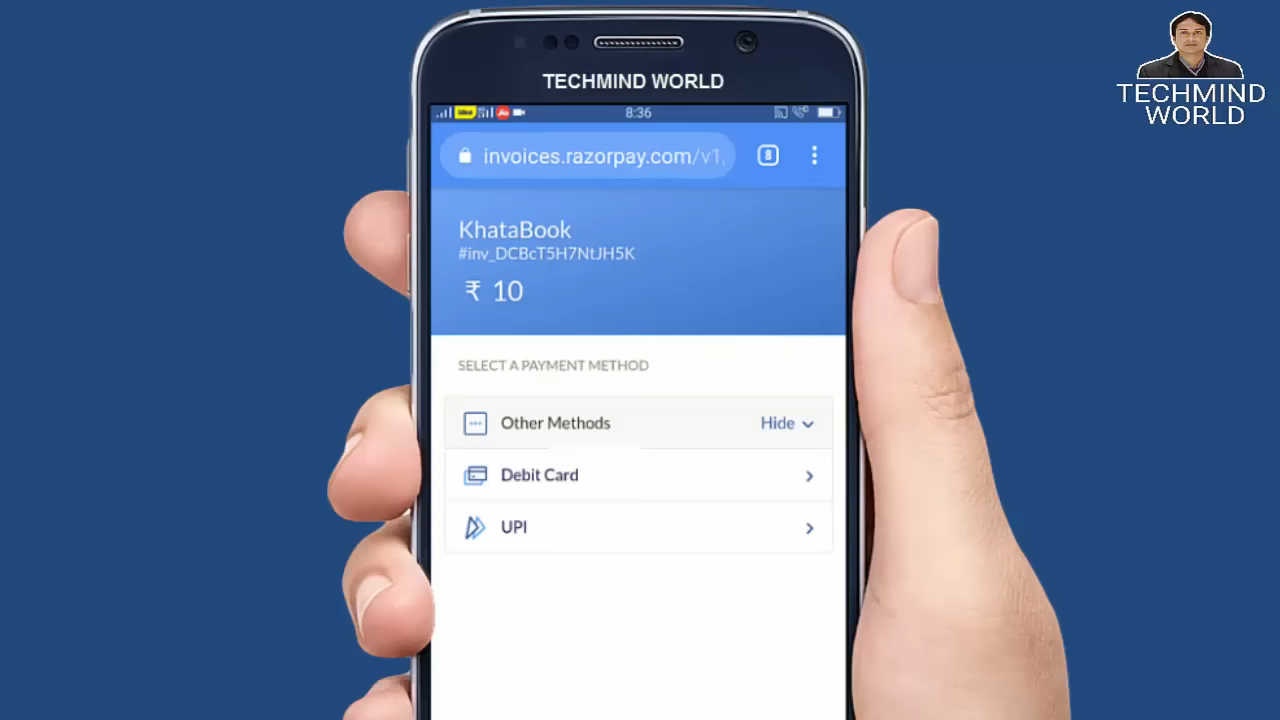 TECHMIND WORLD
TECHMIND
WORLD
8:36
invoices.razorpay.com/v1
8
KhataBook
#inv_DCBcT5H7NtJH5K
₹ 10
SELECT A PAYMENT METHOD
Other Methods Hide
Debit Card
UPI